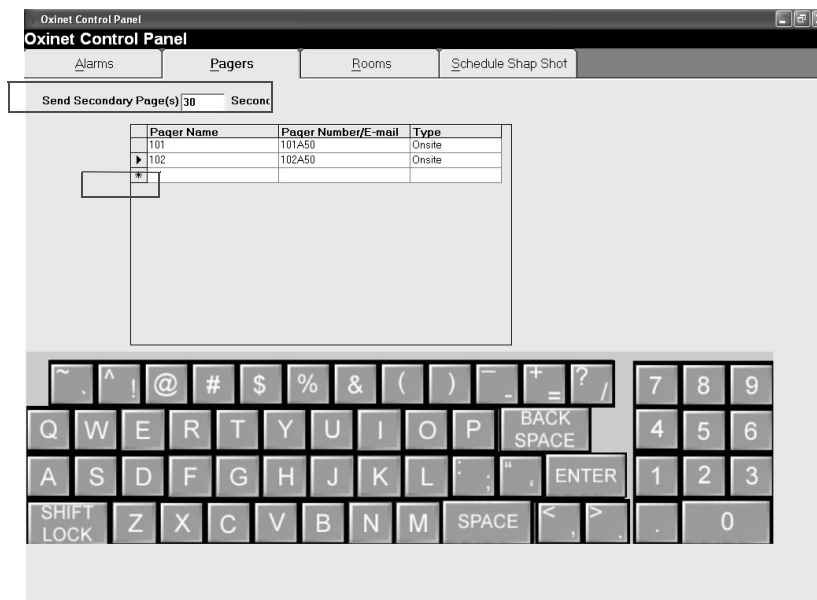 Oxinet Control Panel
Oxinet Control Panel
Alarms Pagers Rooms Schedule Shap Shot
Send Secondary Page(s) 30 Second
Pager Name Pager Number/E-mail Type
101 101A50 Onsite
102 102A50 Onsite
*
~ ` ^ ! @ # $ % & ( ) — - + = ? /
7 8 9
Q W E R T Y U I O P BACK SPACE
4 5 6
A S D F G H J K L : ; “ ‘ ENTER
1 2 3
SHIFT LOCK Z X C V B N M SPACE < , > .
. 0